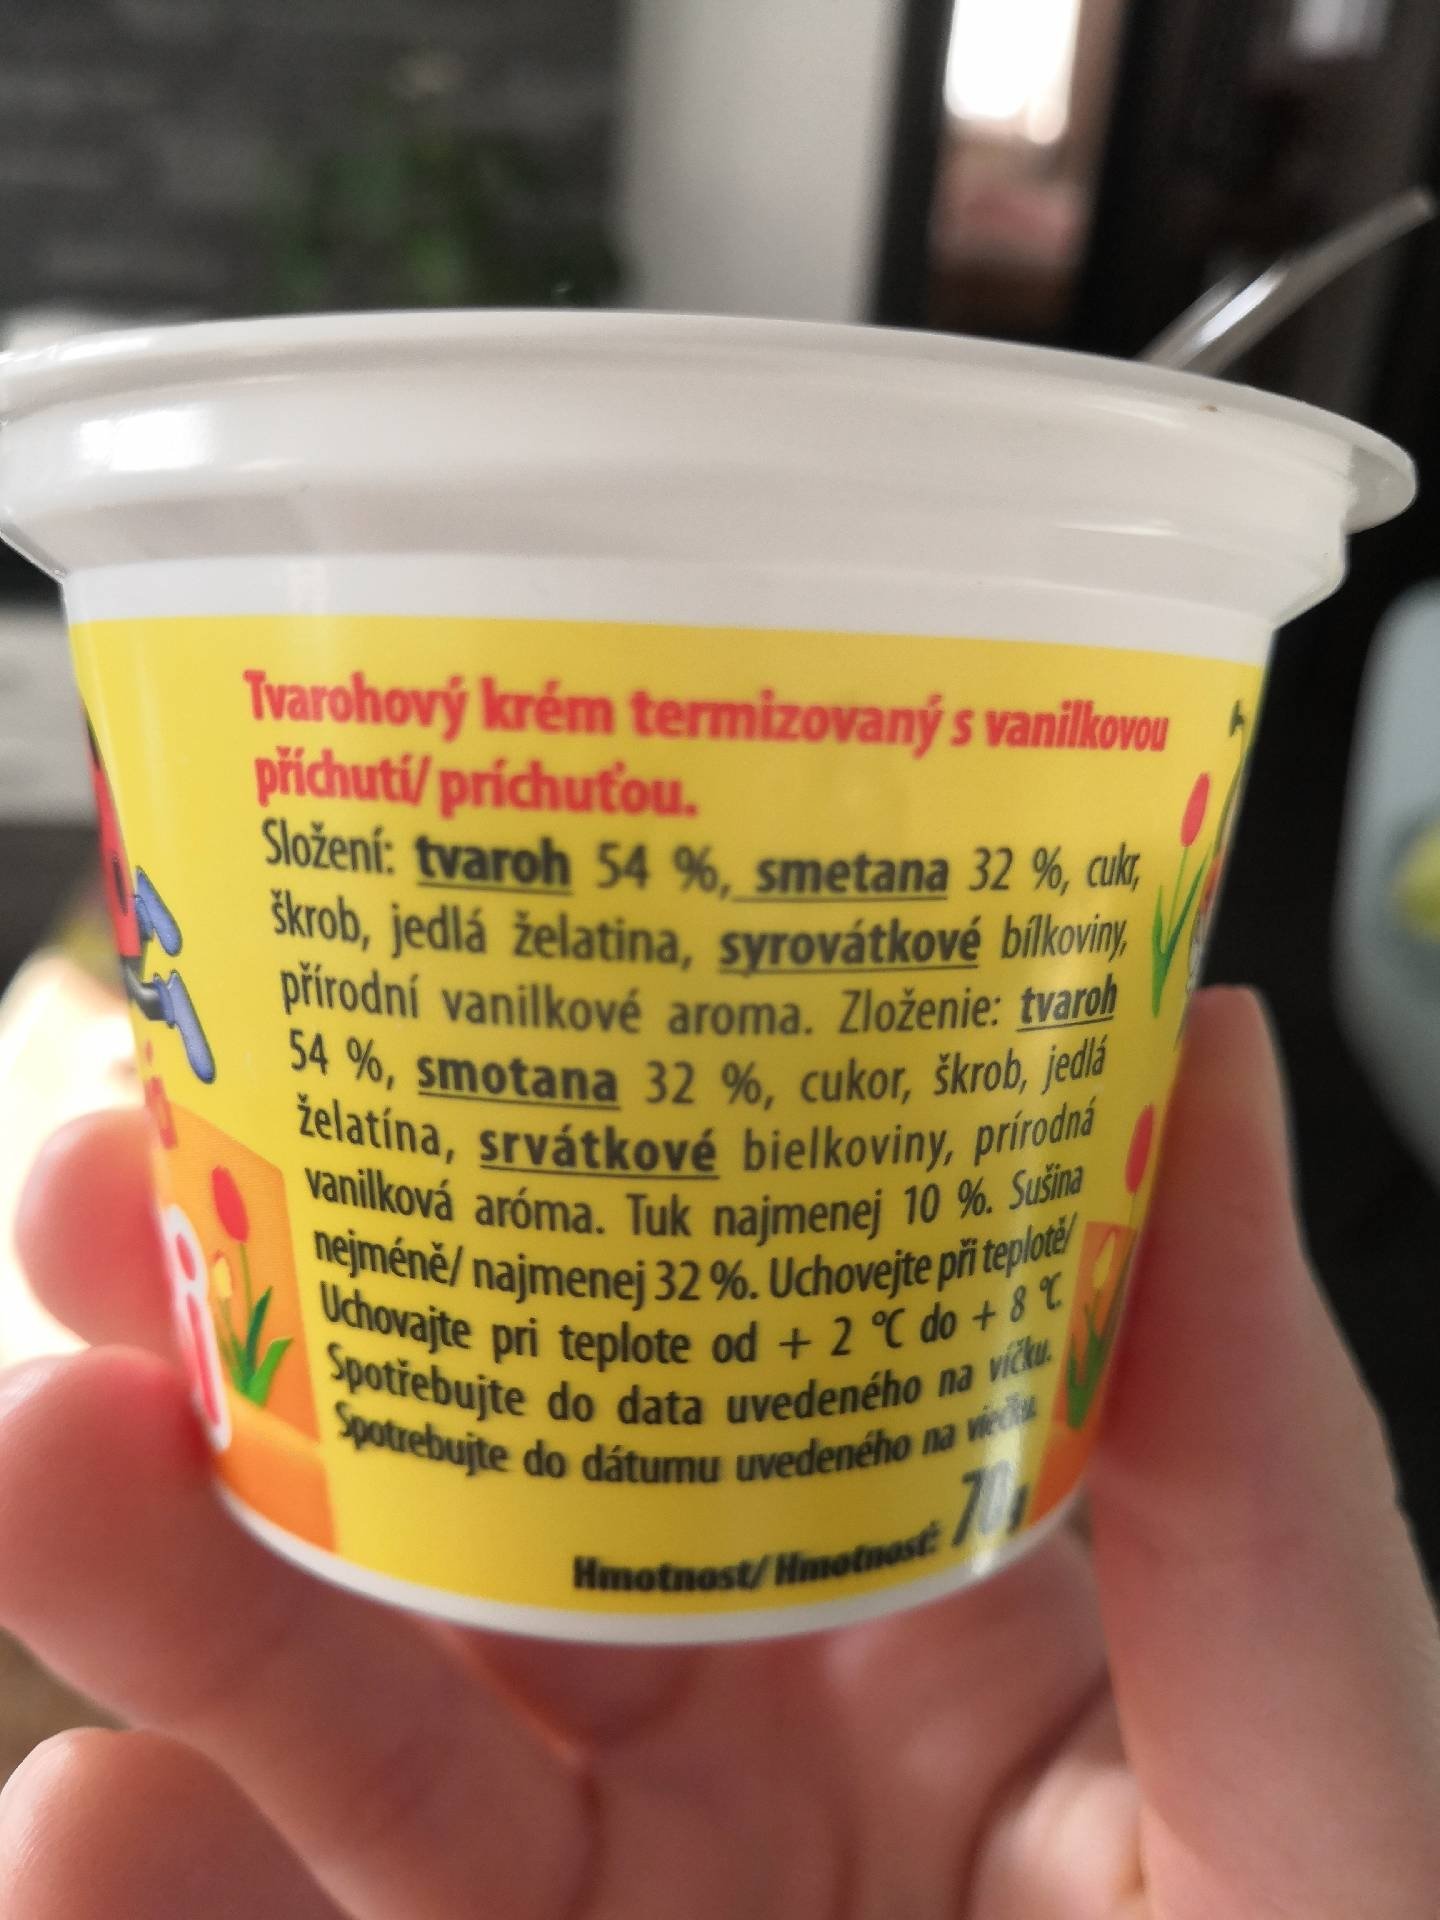 Tvarohový krém termizovaný s vanilkovou
příchutí/ príchuťou.
Složení: tvaroh 54 %, smetana 32 %, cukr,
škrob, jedlá želatina, syrovátkové bílkoviny,
přírodní vanilkové aroma. Zloženie: tvaroh
54 %, smotana 32 %, cukor, škrob, jedlá
želatína, srvátkové bielkoviny, prírodná
vanilková aróma. Tuk najmenej 10 %. Sušina
nejméně/ najmenej 32 %. Uchovejte při teplotě/
Uchovajte pri teplote od + 2 °C do + 8 °C.
Spotřebujte do data uvedeného na víčku.
Spotrebujte do dátumu uvedeného na viečku.
Hmotnost/ Hmotnosť: 70g